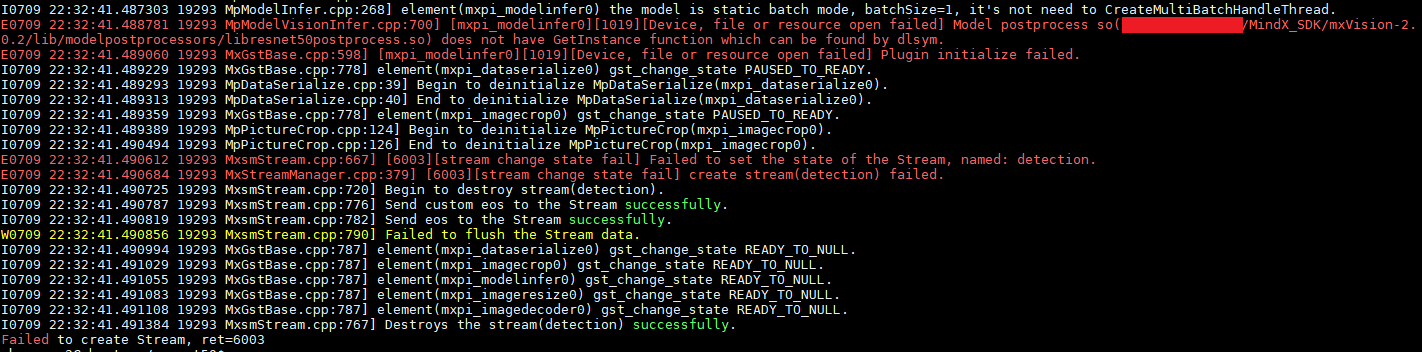 I0709 22:32:41.487303 19293 MpModelInfer.cpp:268] element(mxpi_modelinfer0) the model is static batch mode, batchSize=1, it's not need to CreateMultiBatchHandleThread.
E0709 22:32:41.488781 19293 MpModelVisionInfer.cpp:700] [mxpi_modelinfer0][1019][Device, file or resource open failed] Model postprocess so( /MindX_SDK/mxVision-2.
0.2/lib/modelpostprocessors/libresnet50postprocess.so) does not have GetInstance function which can be found by dlsym.
E0709 22:32:41.489060 19293 MxGstBase.cpp:598] [mxpi_modelinfer0][1019][Device, file or resource open failed] Plugin initialize failed.
I0709 22:32:41.489229 19293 MxGstBase.cpp:778] element(mxpi_dataserialize0) gst_change_state PAUSED_TO_READY.
I0709 22:32:41.489293 19293 MpDataSerialize.cpp:39] Begin to deinitialize MpDataSerialize(mxpi_dataserialize0).
I0709 22:32:41.489313 19293 MpDataSerialize.cpp:40] End to deinitialize MpDataSerialize(mxpi_dataserialize0).
I0709 22:32:41.489359 19293 MxGstBase.cpp:778] element(mxpi_imagecrop0) gst_change_state PAUSED_TO_READY.
I0709 22:32:41.489389 19293 MpPictureCrop.cpp:124] Begin to deinitialize MpPictureCrop(mxpi_imagecrop0).
I0709 22:32:41.490494 19293 MpPictureCrop.cpp:126] End to deinitialize MpPictureCrop(mxpi_imagecrop0).
E0709 22:32:41.490612 19293 MxsmStream.cpp:667] [6003][stream change state fail] Failed to set the state of the Stream, named: detection.
E0709 22:32:41.490684 19293 MxStreamManager.cpp:379] [6003][stream change state fail] create stream(detection) failed.
I0709 22:32:41.490725 19293 MxsmStream.cpp:720] Begin to destroy stream(detection).
I0709 22:32:41.490787 19293 MxsmStream.cpp:776] Send custom eos to the Stream successfully.
I0709 22:32:41.490819 19293 MxsmStream.cpp:782] Send eos to the Stream successfully.
W0709 22:32:41.490856 19293 MxsmStream.cpp:790] Failed to flush the Stream data.
I0709 22:32:41.490994 19293 MxGstBase.cpp:787] element(mxpi_dataserialize0) gst_change_state READY_TO_NULL.
I0709 22:32:41.491029 19293 MxGstBase.cpp:787] element(mxpi_imagecrop0) gst_change_state READY_TO_NULL.
I0709 22:32:41.491055 19293 MxGstBase.cpp:787] element(mxpi_modelinfer0) gst_change_state READY_TO_NULL.
I0709 22:32:41.491083 19293 MxGstBase.cpp:787] element(mxpi_imageresize0) gst_change_state READY_TO_NULL.
I0709 22:32:41.491108 19293 MxGstBase.cpp:787] element(mxpi_imagedecoder0) gst_change_state READY_TO_NULL.
I0709 22:32:41.491384 19293 MxsmStream.cpp:767] Destroys the stream(detection) successfully.
Failed to create Stream, ret=6003